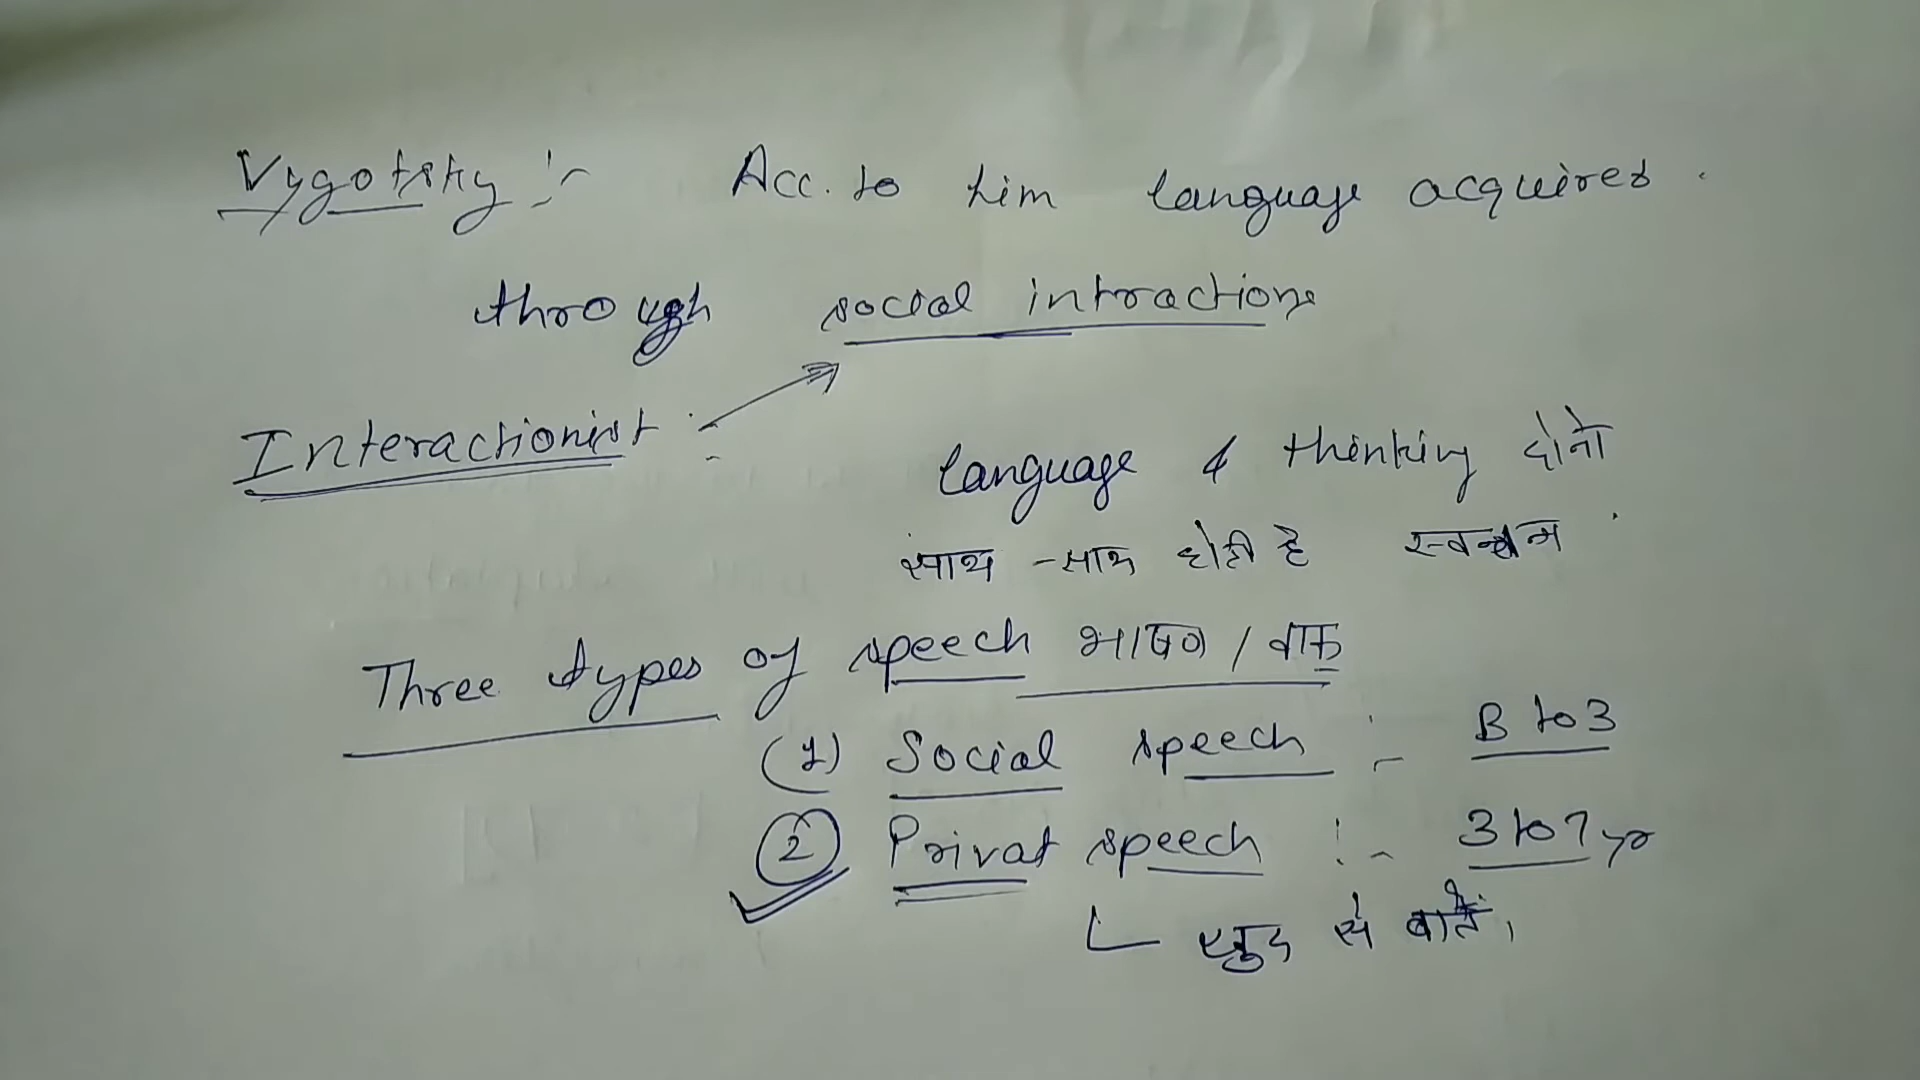 Vygotsky :- Acc. to him language acquired.
through social intractions
Interactionist :-
language & thinking दोनो
साथ -साथ होती है
Three types of speech भाषण / वाक
(1) Social speech :- B to 3
(2) Privat speech :- 3 to 7 yr
खुद से बातें।